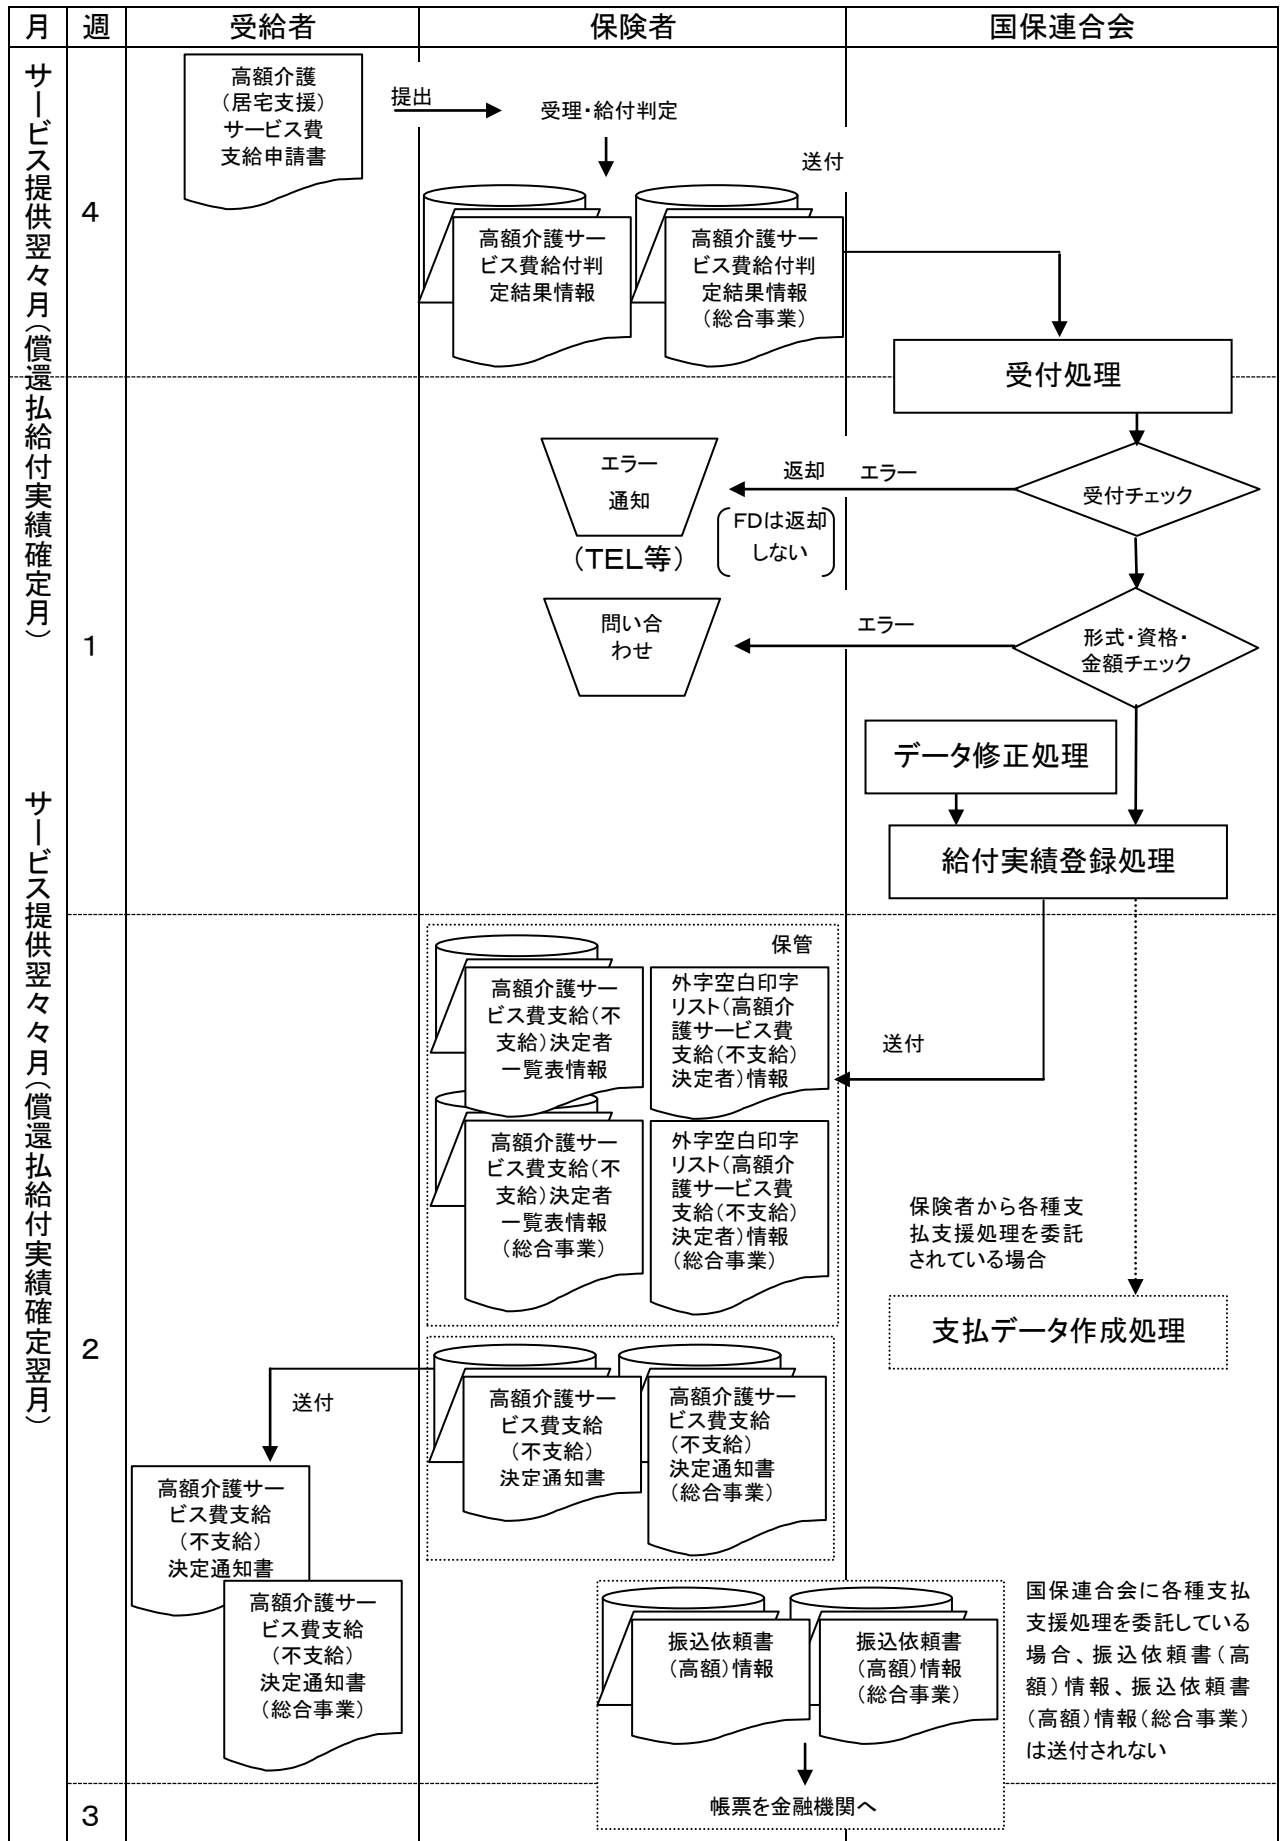 月
週
受給者
保険者
国保連合会
サービス提供翌々月(償還払給付実績確定月)
4
高額介護
(居宅支援)
サービス費
支給申請書
提出
受理・給付判定
送付
高額介護サー
ビス費給付判
定結果情報
高額介護サー
ビス費給付判
定結果情報
(総合事業)
受付処理
1
エラー
通知
(TEL等)
返却
エラー
FDは返却
しない
受付チェック
問い合
わせ
エラー
形式・資格・
金額チェック
データ修正処理
給付実績登録処理
サービス提供翌々々月(償還払給付実績確定翌月)
2
保管
高額介護サー
ビス費支給(不
支給)決定者
一覧表情報
外字空白印字
リスト(高額介
護サービス費
支給(不支給)
決定者)情報
送付
高額介護サー
ビス費支給(不
支給)決定者
一覧表情報
(総合事業)
外字空白印字
リスト(高額介
護サービス費
支給(不支給)
決定者)情報
(総合事業)
保険者から各種支
払支援処理を委託
されている場合
支払データ作成処理
送付
高額介護サー
ビス費支給
(不支給)
決定通知書
高額介護サー
ビス費支給
(不支給)
決定通知書
(総合事業)
高額介護サー
ビス費支給
(不支給)
決定通知書
高額介護サー
ビス費支給
(不支給)
決定通知書
(総合事業)
振込依頼書
(高額)情報
振込依頼書
(高額)情報
(総合事業)
国保連合会に各種支払
支援処理を委託している
場合、振込依頼書(高
額)情報、振込依頼書
(高額)情報(総合事業)
は送付されない
3
帳票を金融機関へ